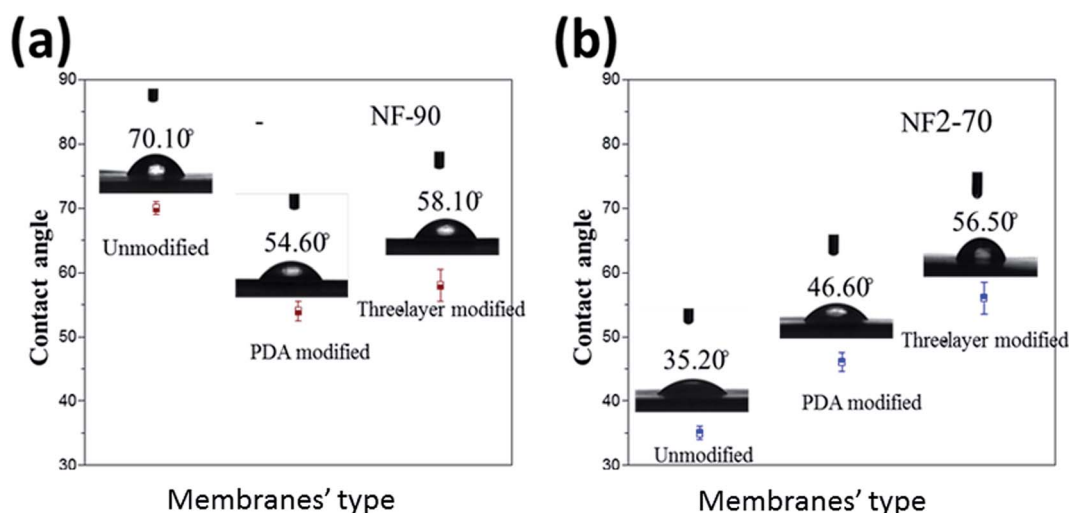 (a)
90
80
70
60
50
40
30
Contact angle
NF-90
70.10°
Unmodified
54.60°
PDA modified
58.10°
Threelayer modified
Membranes' type
(b)
90
80
70
60
50
40
30
Contact angle
NF2-70
35.20°
Unmodified
46.60°
PDA modified
56.50°
Threelayer modified
Membranes' type